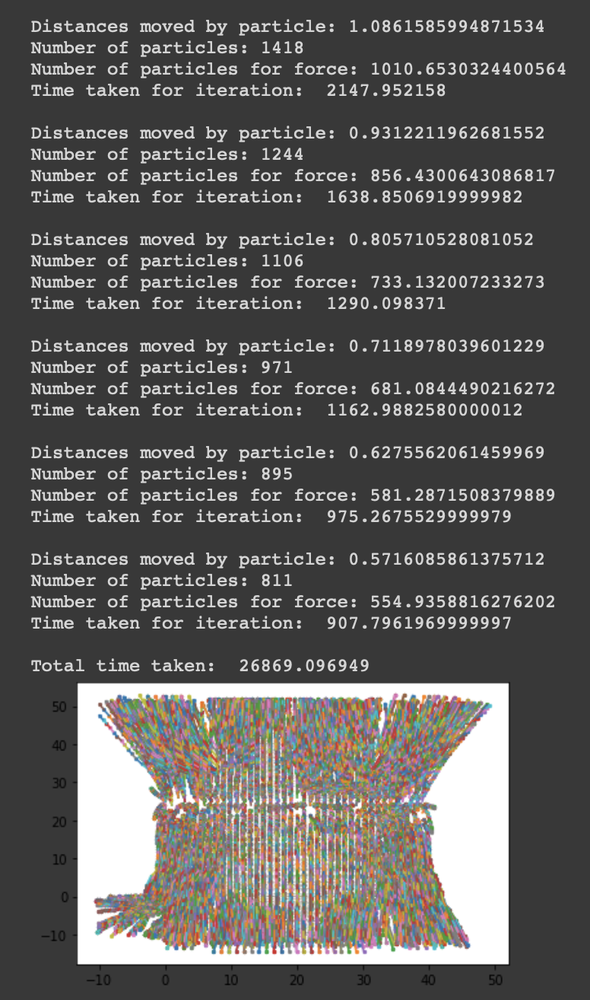 Distances moved by particle: 1.0861585994871534
Number of particles: 1418
Number of particles for force: 1010.6530324400564
Time taken for iteration:  2147.952158
Distances moved by particle: 0.9312211962681552
Number of particles: 1244
Number of particles for force: 856.4300643086817
Time taken for iteration:  1638.8506919999982
Distances moved by particle: 0.805710528081052
Number of particles: 1106
Number of particles for force: 733.132007233273
Time taken for iteration:  1290.098371
Distances moved by particle: 0.7118978039601229
Number of particles: 971
Number of particles for force: 681.0844490216272
Time taken for iteration:  1162.9882580000012
Distances moved by particle: 0.6275562061459969
Number of particles: 895
Number of particles for force: 581.2871508379889
Time taken for iteration:  975.2675529999979
Distances moved by particle: 0.5716085861375712
Number of particles: 811
Number of particles for force: 554.9358816276202
Time taken for iteration:  907.7961969999997
Total time taken:  26869.096949
50
40
30
20
10
0
−10
−10 0 10 20 30 40 50